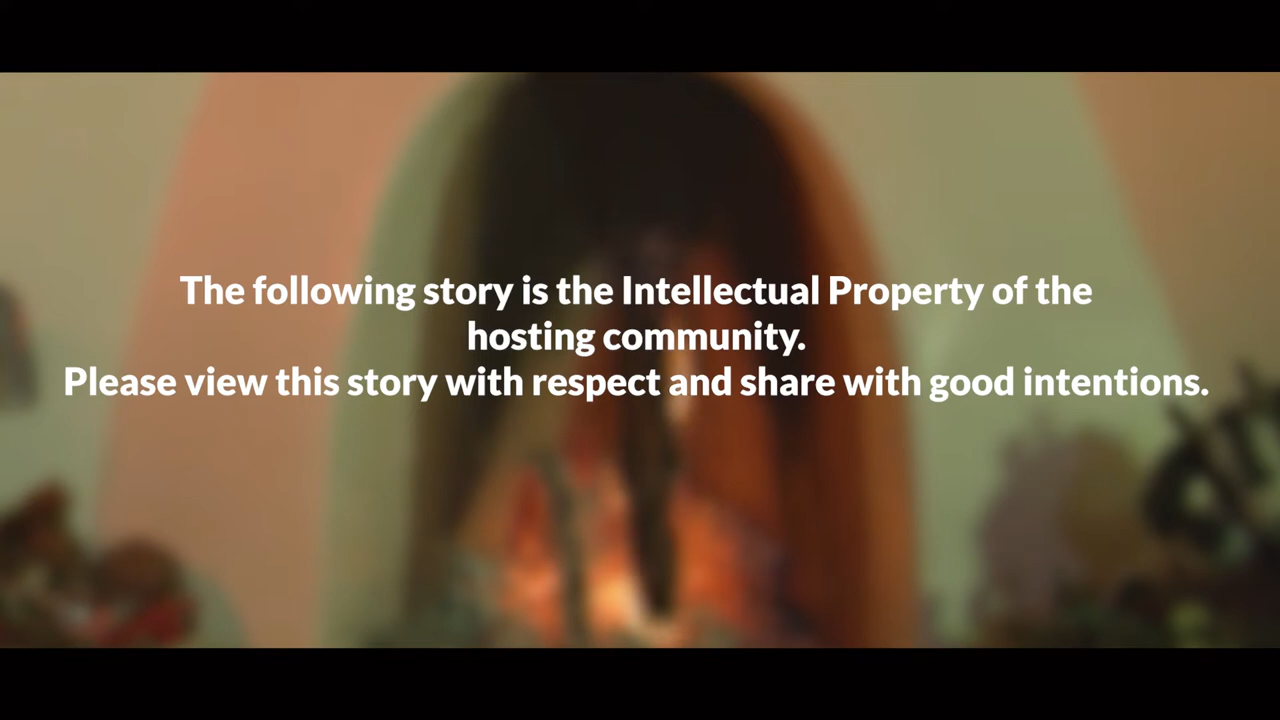 The following story is the Intellectual Property of the
hosting community.
Please view this story with respect and share with good intentions.